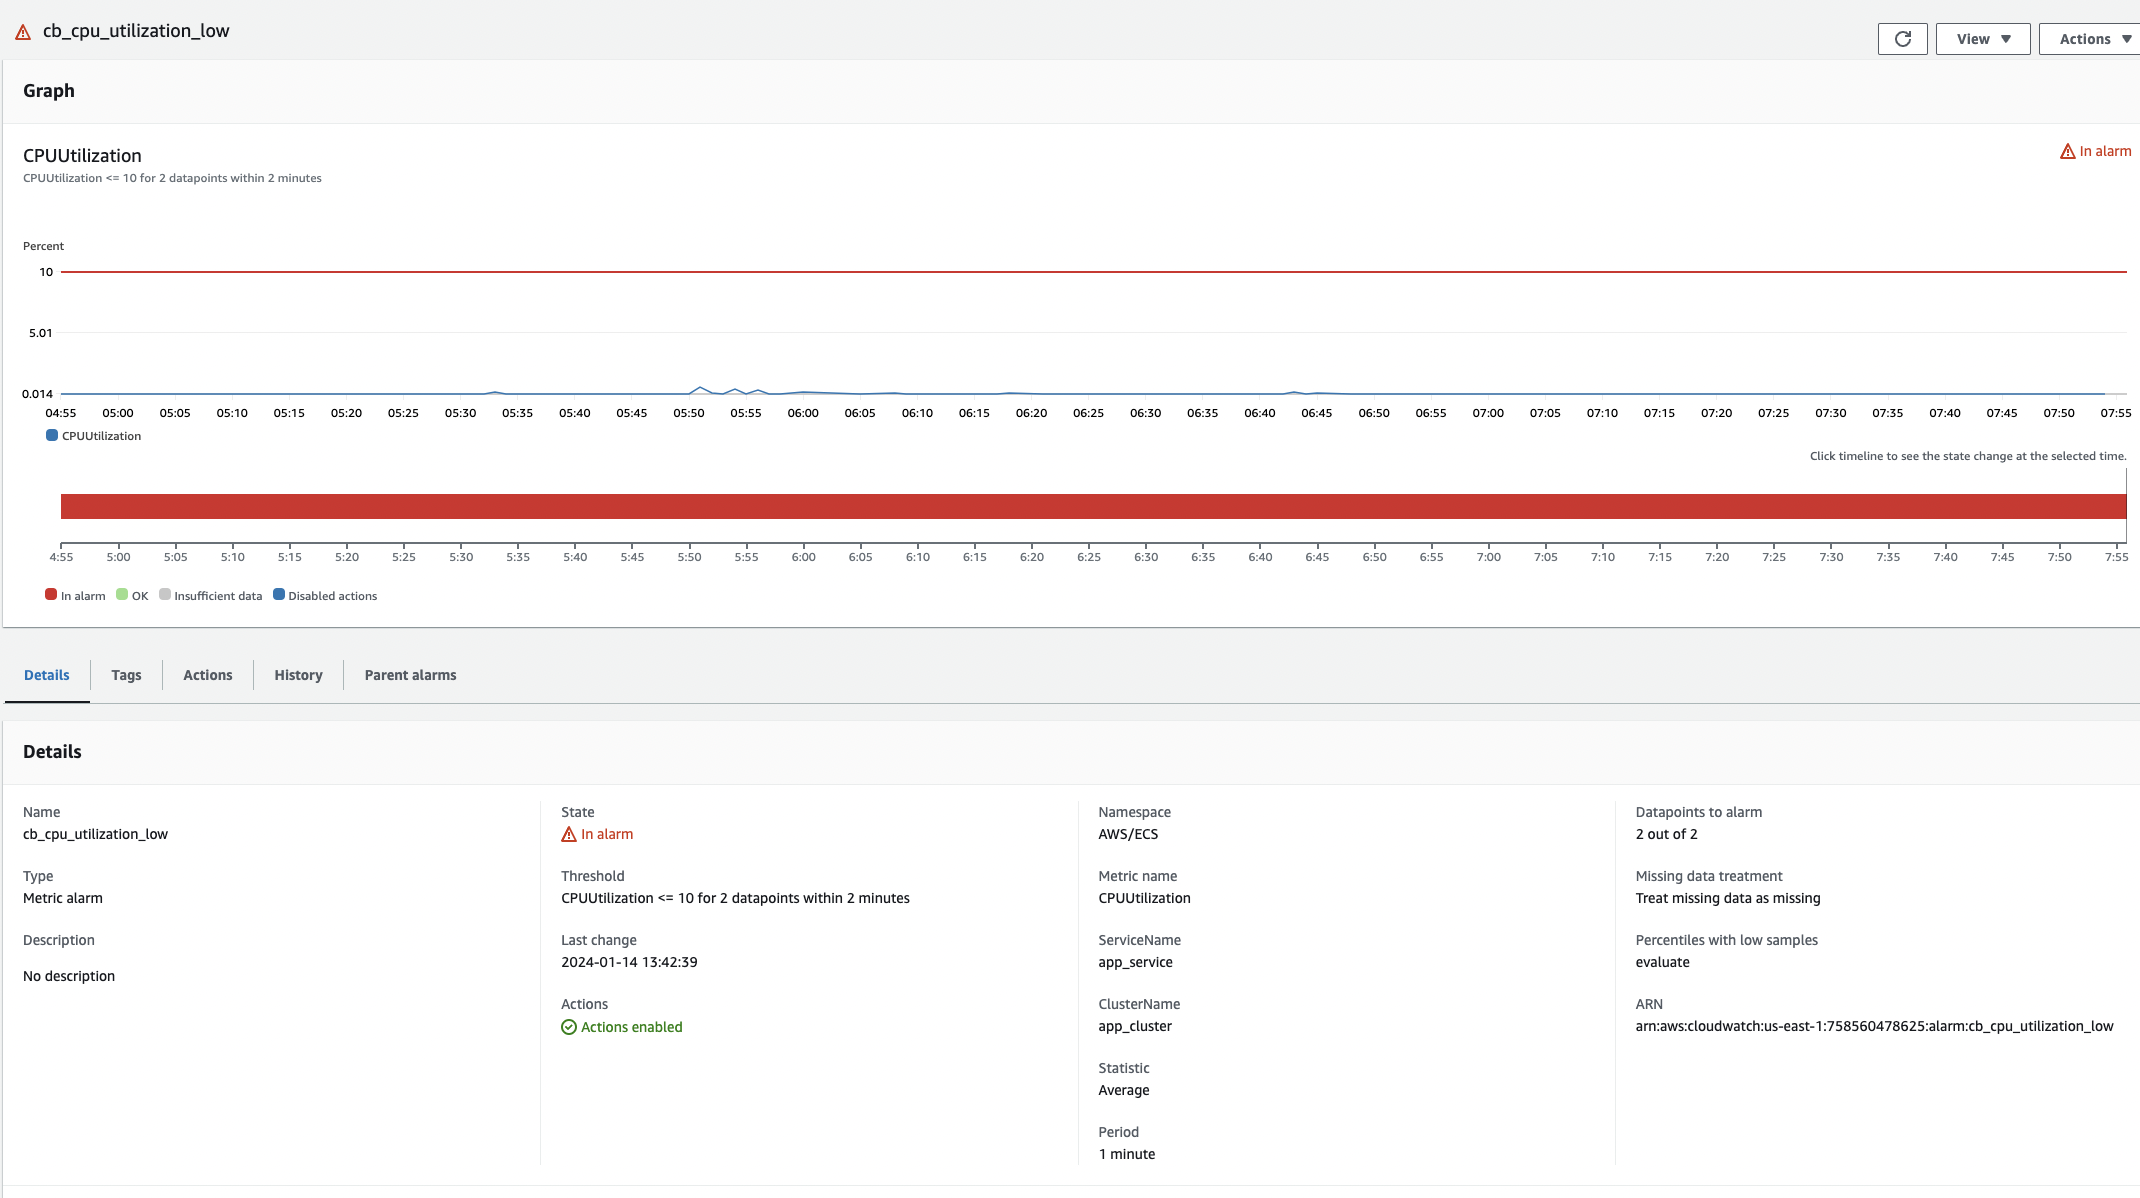 cb_cpu_utilization_low
View
Actions
Graph
CPUUtilization
In alarm
CPUUtilization <= 10 for 2 datapoints within 2 minutes
Percent
10
5.01
0.014
04:55 05:00 05:05 05:10 05:15 05:20 05:25 05:30 05:35 05:40 05:45 05:50 05:55 06:00 06:05 06:10 06:15 06:20 06:25 06:30 06:35 06:40 06:45 06:50 06:55 07:00 07:05 07:10 07:15 07:20 07:25 07:30 07:35 07:40 07:45 07:50 07:55
CPUUtilization
Click timeline to see the state change at the selected time.
4:55 5:00 5:05 5:10 5:15 5:20 5:25 5:30 5:35 5:40 5:45 5:50 5:55 6:00 6:05 6:10 6:15 6:20 6:25 6:30 6:35 6:40 6:45 6:50 6:55 7:00 7:05 7:10 7:15 7:20 7:25 7:30 7:35 7:40 7:45 7:50 7:55
In alarm OK Insufficient data Disabled actions
Details Tags Actions History Parent alarms
Details
Name
cb_cpu_utilization_low
Type
Metric alarm
Description
No description
State
In alarm
Threshold
CPUUtilization <= 10 for 2 datapoints within 2 minutes
Last change
2024-01-14 13:42:39
Actions
Actions enabled
Namespace
AWS/ECS
Metric name
CPUUtilization
ServiceName
app_service
ClusterName
app_cluster
Statistic
Average
Period
1 minute
Datapoints to alarm
2 out of 2
Missing data treatment
Treat missing data as missing
Percentiles with low samples
evaluate
ARN
arn:aws:cloudwatch:us-east-1:758560478625:alarm:cb_cpu_utilization_low